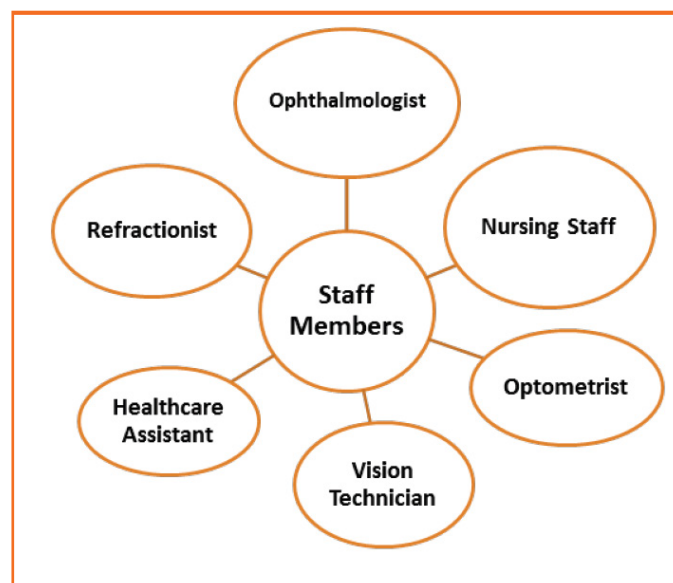 Ophthalmologist
Refractionist
Nursing Staff
Staff
Members
Optometrist
Healthcare
Assistant
Vision
Technician